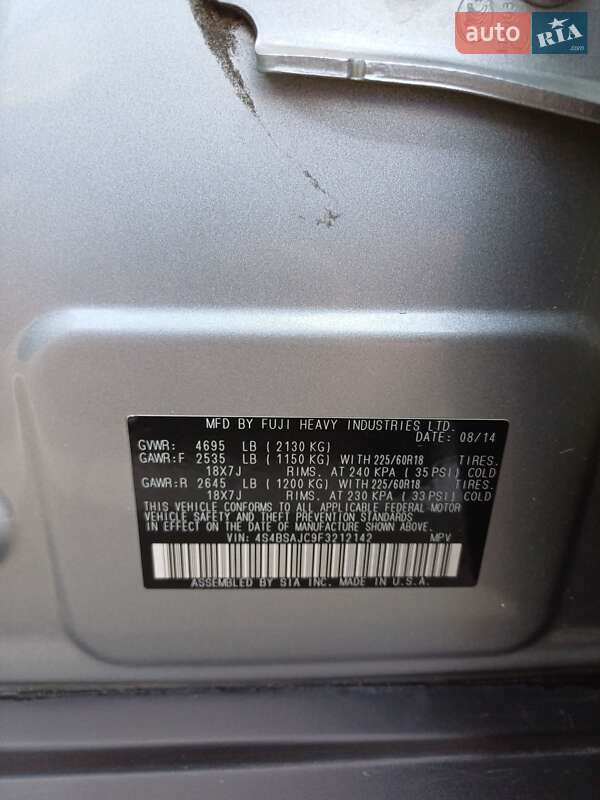 auto RIA.com
MFD BY FUJI HEAVY INDUSTRIES LTD.
DATE: 08/14
GVWR: 4695 LB ( 2130 KG)
GAWR:F 2535 LB ( 1150 KG) WITH 225/60R18 TIRES.
18X7J RIMS. AT 240 KPA ( 35 PSI) COLD
GAWR:R 2645 LB ( 1200 KG) WITH 225/60R18 TIRES.
18X7J RIMS. AT 230 KPA ( 33 PSI) COLD
THIS VEHICLE CONFORMS TO ALL APPLICABLE FEDERAL MOTOR
VEHICLE SAFETY AND THEFT PREVENTION STANDARDS
IN EFFECT ON THE DATE OF MANUFACTURE SHOWN ABOVE.
VIN: 4S4BSAJC9F3212142 MPV
ASSEMBLED BY SIA INC. MADE IN U.S.A.